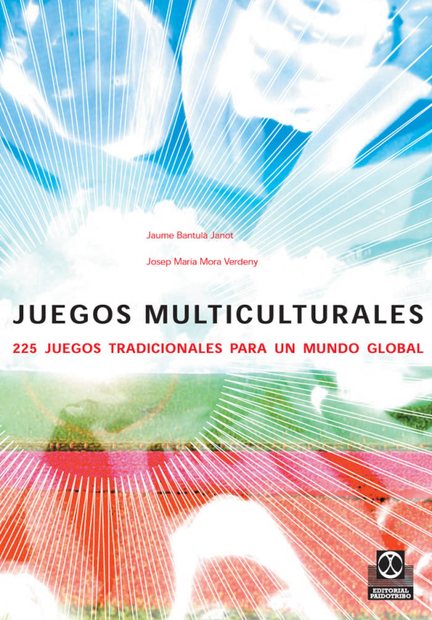 Jaume Bantulà Janot
Josep Maria Mora Verdeny
JUEGOS MULTICULTURALES
225 JUEGOS TRADICIONALES PARA UN MUNDO GLOBAL
EDITORIAL
PAIDOTRIBO